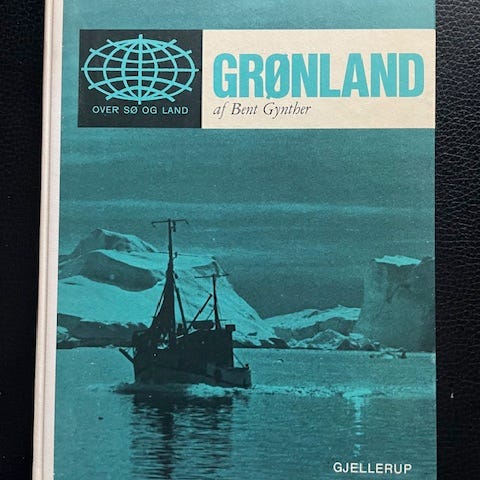 OVER SØ OG LAND
GRØNLAND
af Bent Gynther
GJELLERUP